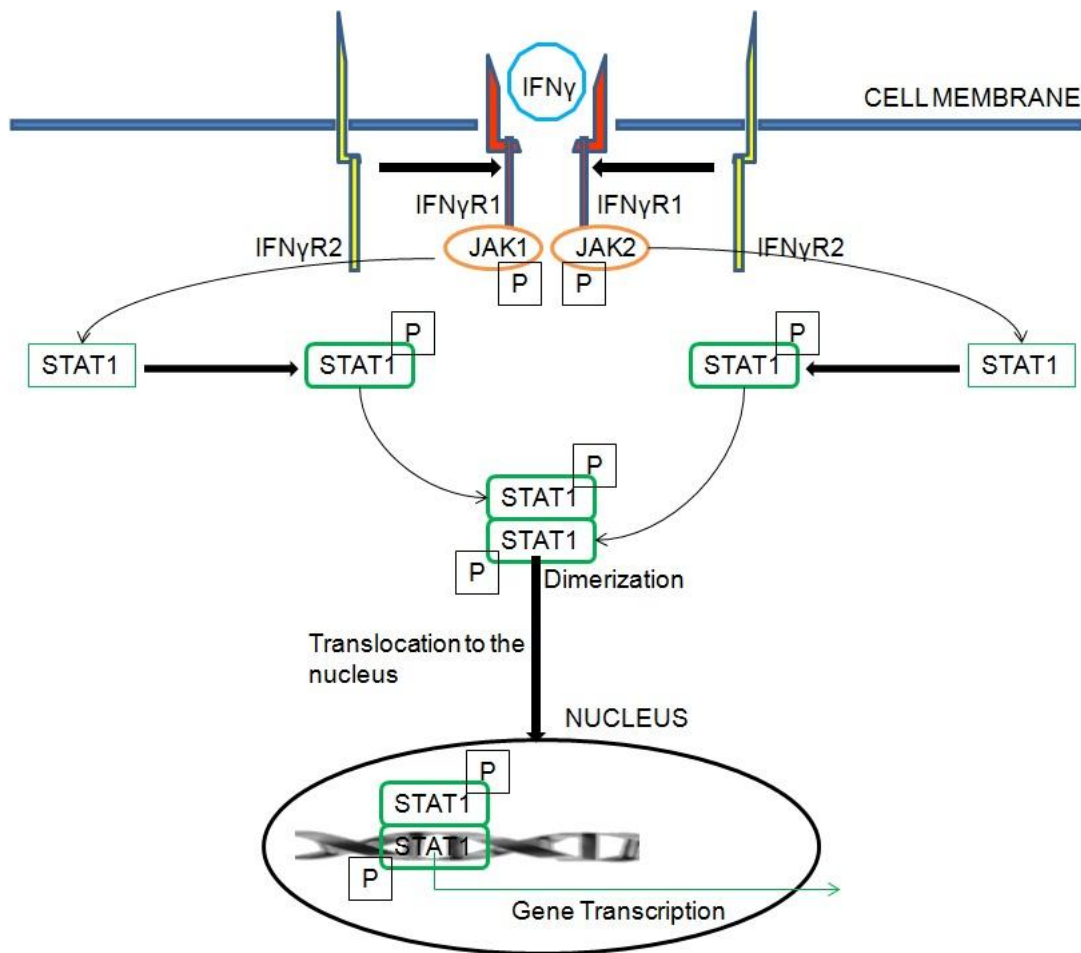 IFNγ
CELL MEMBRANE
IFNγR1
IFNγR1
IFNγR2
JAK1
JAK2
IFNγR2
P
P
P
P
STAT1
STAT1
STAT1
STAT1
P
STAT1
STAT1
P
Dimerization
Translocation to the
nucleus
NUCLEUS
P
STAT1
STAT1
P
Gene Transcription